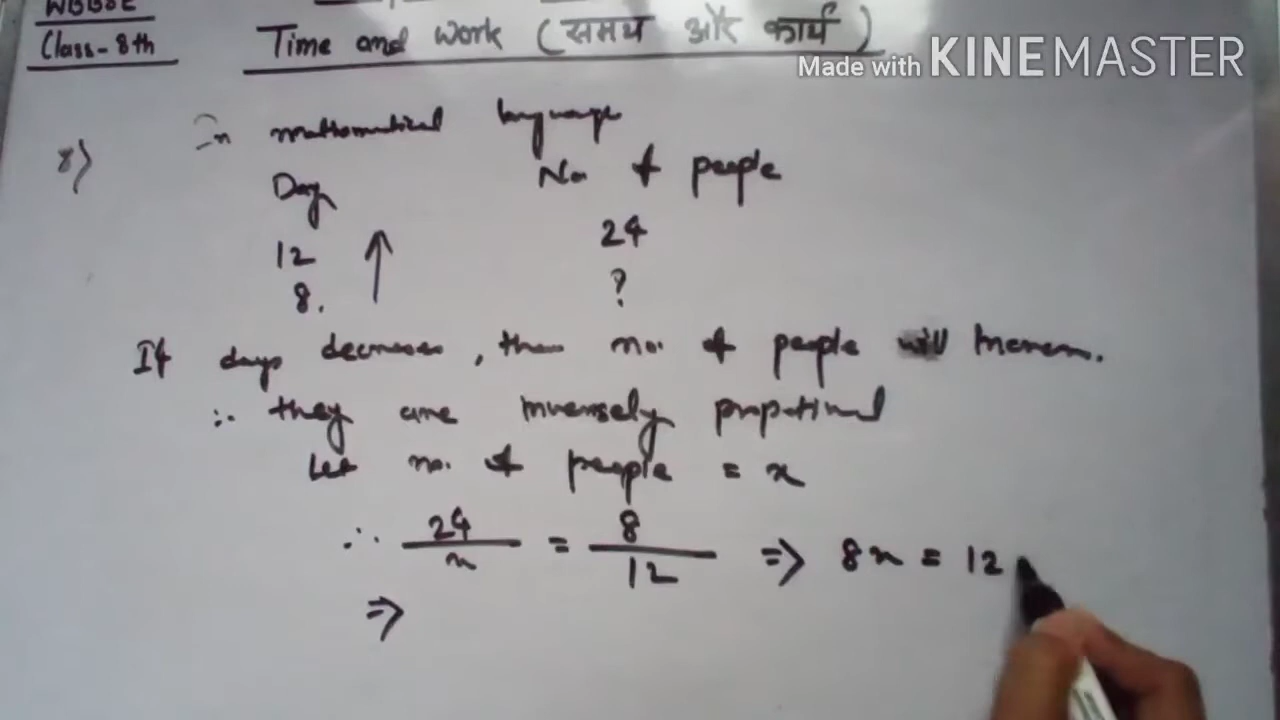 WBBSE
Class-8th
Time and Work (समय और कार्य)
Made with KINEMASTER
8) In mathematical language
Day No. of people
12 24
8. ?
If days decreases, then no. of people will
∴ they are inversely
Let no. of people = x
∴ 24/x = 8/12 ⇒ 8x = 12
⇒